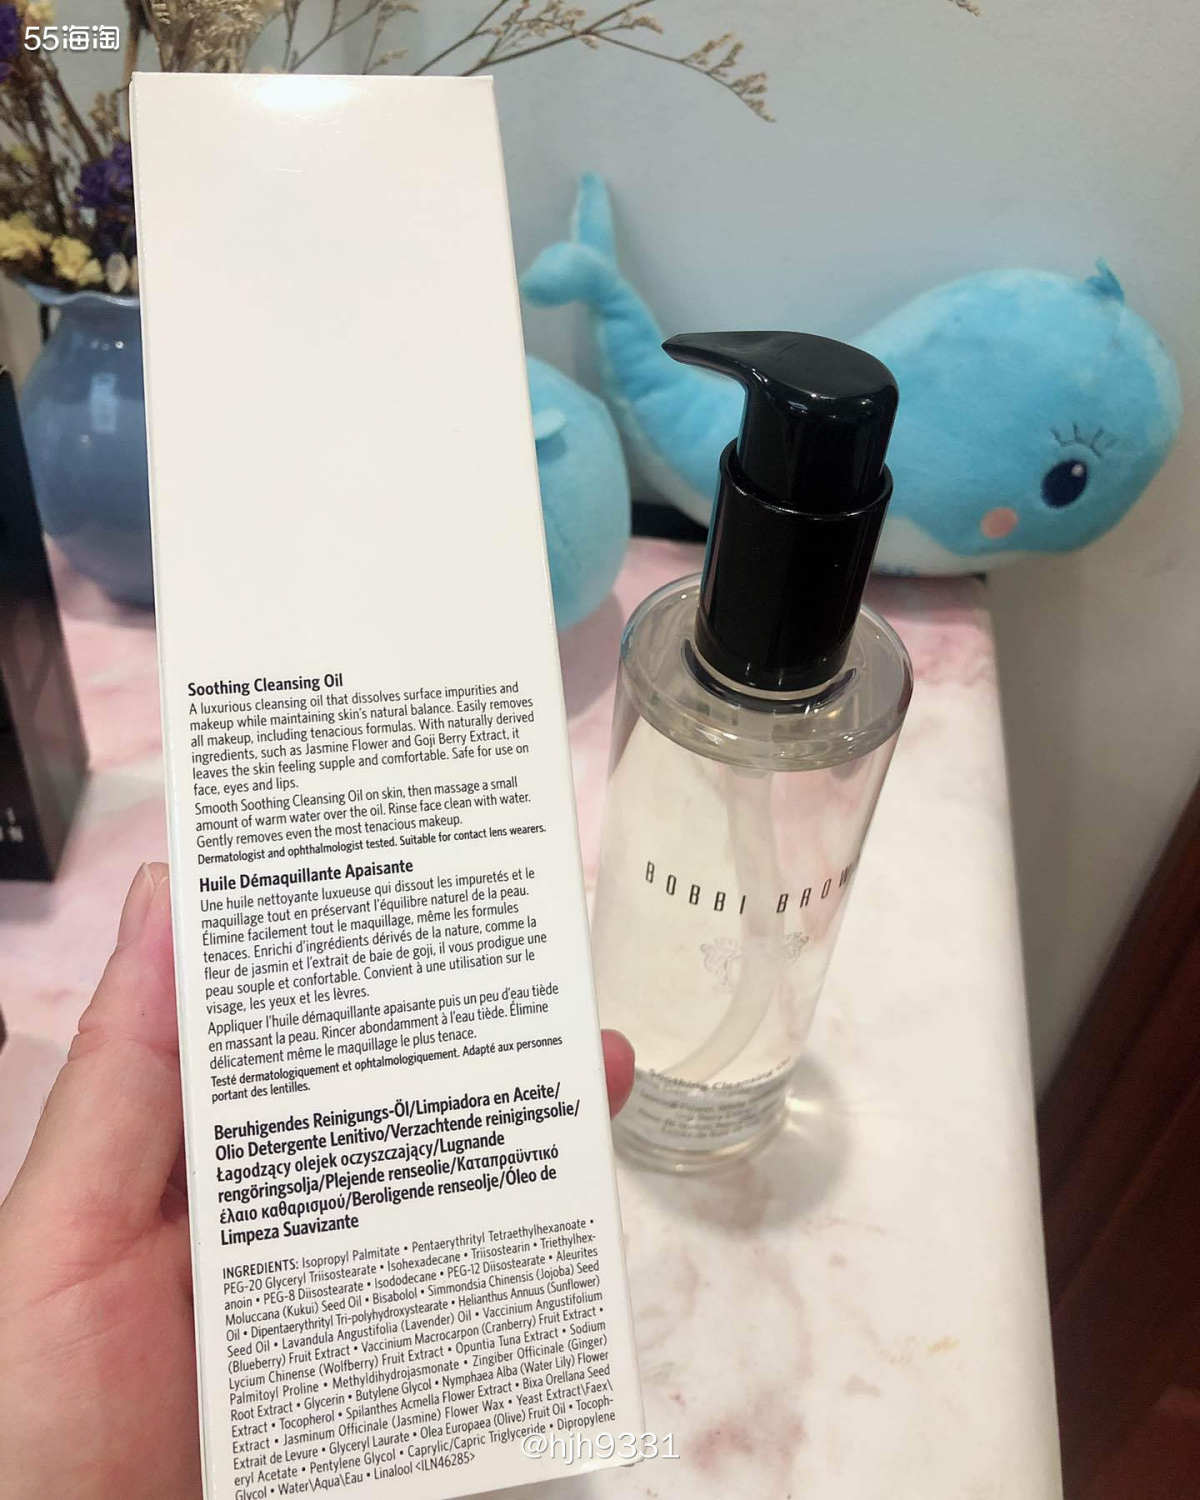 55海淘
Soothing Cleansing Oil
A luxurious cleansing oil that dissolves surface impurities and
makeup while maintaining skin's natural balance. Easily removes
all makeup, including tenacious formulas. With naturally derived
ingredients, such as Jasmine Flower and Goji Berry Extract, it
leaves the skin feeling supple and comfortable. Safe for use on
face, eyes and lips.
Smooth Soothing Cleansing Oil on skin, then massage a small
amount of warm water over the oil. Rinse face clean with water.
Gently removes even the most tenacious makeup.
Dermatologist and ophthalmologist tested. Suitable for contact lens wearers.
Huile Démaquillante Apaisante
Une huile nettoyante luxueuse qui dissout les impuretés et le
maquillage tout en préservant l'équilibre naturel de la peau.
Élimine facilement tout le maquillage, même les formules
tenaces. Enrichi d'ingrédients dérivés de la nature, comme la
fleur de jasmin et l'extrait de baie de goji, il vous prodigue une
peau souple et confortable. Convient à une utilisation sur le
visage, les yeux et les lèvres.
Appliquer l'huile démaquillante apaisante puis un peu d'eau tiède
en massant la peau. Rincer abondamment à l'eau tiède. Élimine
délicatement même le maquillage le plus tenace.
Testé dermatologiquement et ophtalmologiquement. Adapté aux personnes
portant des lentilles.
Beruhigendes Reinigungs-Öl/Limpiadora en Aceite/
Olio Detergente Lenitivo/Verzachtende reinigingsolie/
Łagodzący olejek oczyszczający/Lugnande
rengöringsolja/Plejende renseolie/Καταπραϋντικό
έλαιο καθαρισμού/Beroligende renseolje/Óleo de
Limpeza Suavizante
INGREDIENTS: Isopropyl Palmitate • Pentaerythrityl Tetraethylhexanoate •
PEG-20 Glyceryl Triisostearate • Isohexadecane • Triisostearin • Triethylhex-
anoin • PEG-8 Diisostearate • Isododecane • PEG-12 Diisostearate • Aleurites
Moluccana (Kukui) Seed Oil • Bisabolol • Simmondsia Chinensis (Jojoba) Seed
Oil • Dipentaerythrityl Tri-polyhydroxystearate • Helianthus Annuus (Sunflower)
Seed Oil • Lavandula Angustifolia (Lavender) Oil • Vaccinium Angustifolium
(Blueberry) Fruit Extract • Vaccinium Macrocarpon (Cranberry) Fruit Extract •
Lycium Chinense (Wolfberry) Fruit Extract • Opuntia Tuna Extract • Sodium
Palmitoyl Proline • Methyldihydrojasmonate • Zingiber Officinale (Ginger)
Root Extract • Glycerin • Butylene Glycol • Nymphaea Alba (Water Lily) Flower
Extract • Tocopherol • Spilanthes Acmella Flower Extract • Bixa Orellana Seed
Extract • Jasminum Officinale (Jasmine) Flower Wax • Yeast Extract\Faex\
Extrait de Levure • Glyceryl Laurate • Olea Europaea (Olive) Fruit Oil • Tocoph-
eryl Acetate • Pentylene Glycol • Caprylic/Capric Triglyceride • Dipropylene
Glycol • Water\Aqua\Eau • Linalool <ILN46285>
BOBBI BROW
Soothing Cleansing
@hjh9331